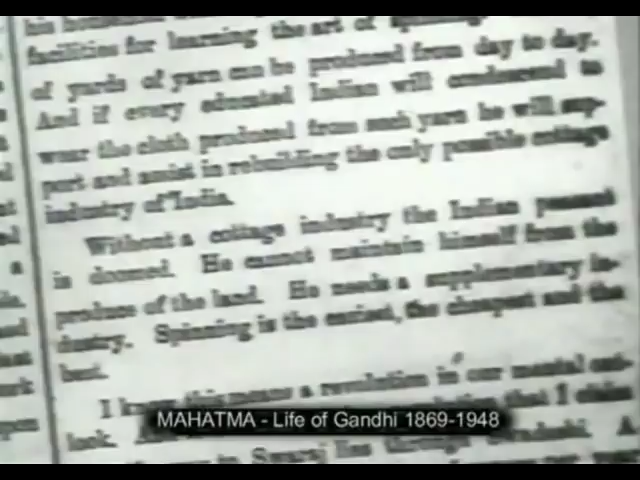 facilities for learning the art of spinning
of yards of yarn can be produced from day to day.
And if every educated Indian will condescend to
wear the cloth produced from such yarn he will sup-
port and assist in rebuilding the only possible cottage
industry of India.
Without a cottage industry the Indian peasant
is doomed. He cannot maintain himself from the
produce of the land. He needs a supplementary in-
dustry. Spinning is the easiest, the cheapest and the
best.
I know this means a revolution in our mental out-
look. that I claim
Swaraj lies through
MAHATMA - Life of Gandhi 1869-1948